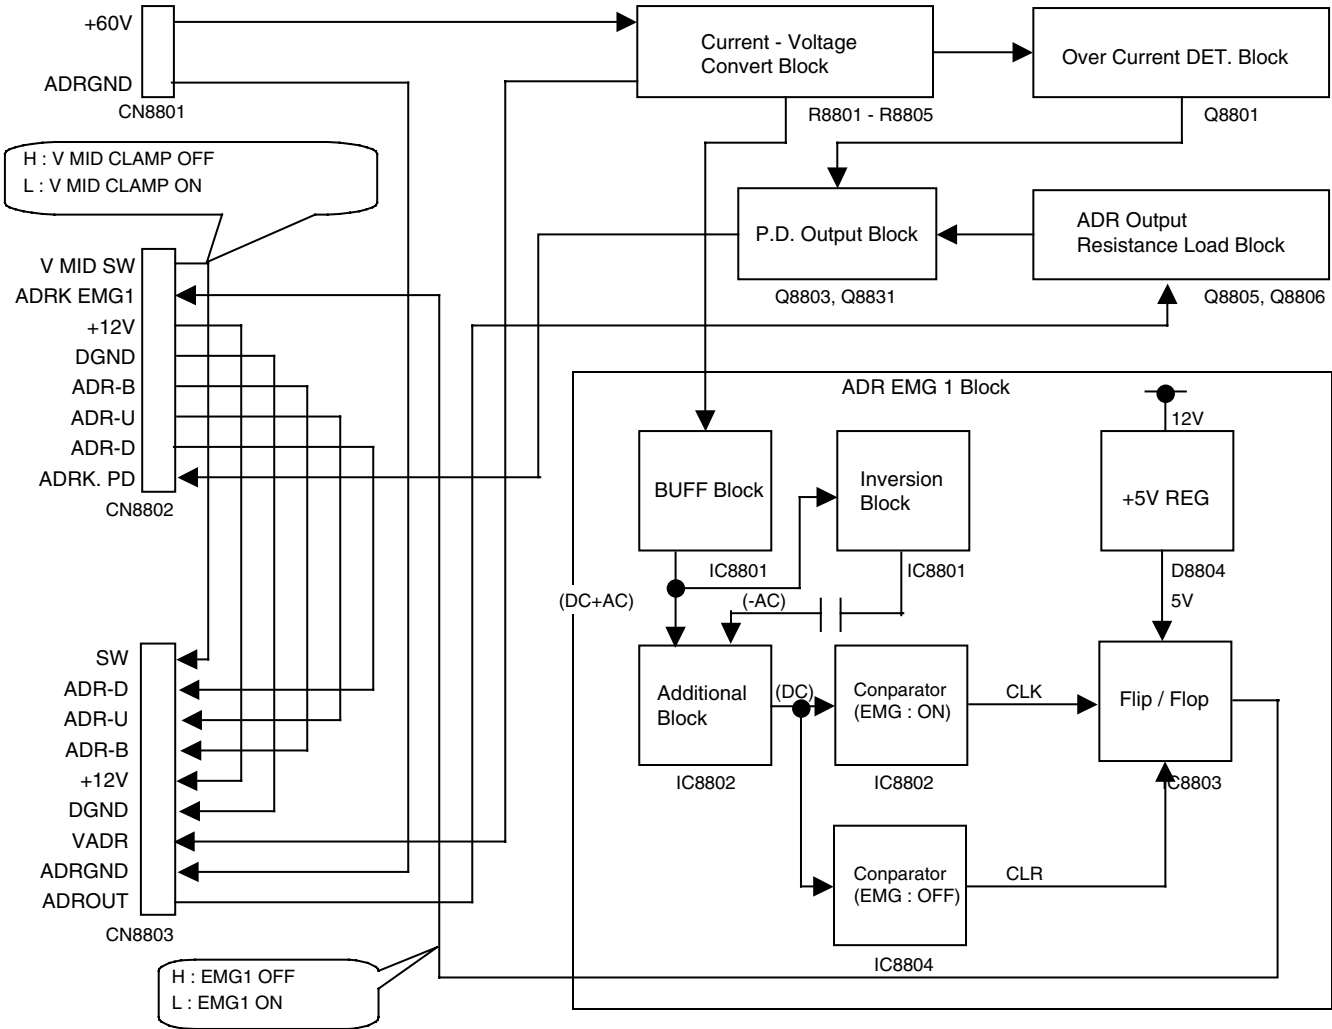 +60V
ADRGND
CN8801
Current - Voltage
Convert Block
R8801 - R8805
Over Current DET. Block
Q8801
H : V MID CLAMP OFF
L : V MID CLAMP ON
P.D. Output Block
Q8803, Q8831
ADR Output
Resistance Load Block
Q8805, Q8806
V MID SW
ADRK EMG1
+12V
DGND
ADR-B
ADR-U
ADR-D
ADRK. PD
CN8802
ADR EMG 1 Block
12V
BUFF Block
IC8801
Inversion
Block
IC8801
+5V REG
D8804
5V
(DC+AC)
(-AC)
Additional
Block
IC8802
(DC)
Conparator
(EMG : ON)
IC8802
CLK
Flip / Flop
IC8803
Conparator
(EMG : OFF)
IC8804
CLR
SW
ADR-D
ADR-U
ADR-B
+12V
DGND
VADR
ADRGND
ADROUT
CN8803
H : EMG1 OFF
L : EMG1 ON